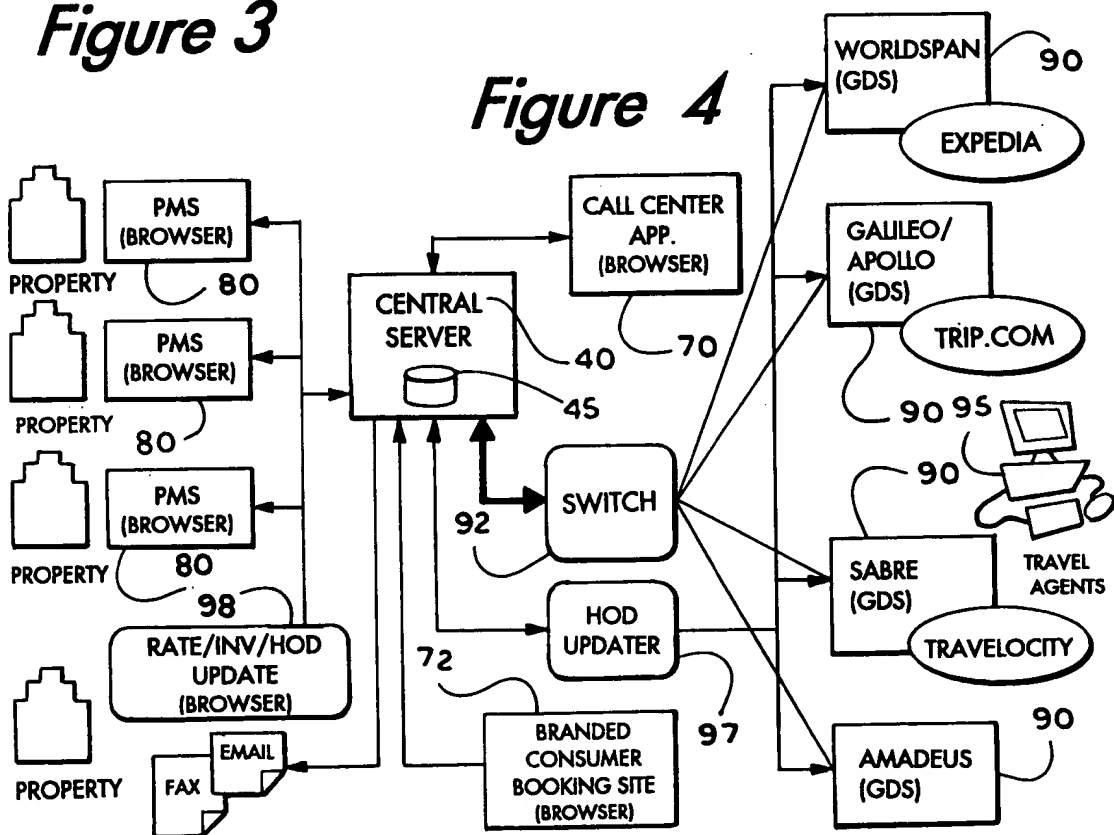 Figure 3
Figure 4
PROPERTY
PMS
(BROWSER)
80
PROPERTY
PMS
(BROWSER)
80
PROPERTY
PMS
(BROWSER)
80
98
RATE/INV/HOD
UPDATE
(BROWSER)
PROPERTY
FAX
EMAIL
CENTRAL
SERVER
40
45
CALL CENTER
APP.
(BROWSER)
70
SWITCH
92
HOD
UPDATER
97
72
BRANDED
CONSUMER
BOOKING SITE
(BROWSER)
WORLDSPAN
(GDS)
90
EXPEDIA
GALILEO/
APOLLO
(GDS)
TRIP.COM
90
95
TRAVEL
AGENTS
90
SABRE
(GDS)
TRAVELOCITY
AMADEUS
(GDS)
90